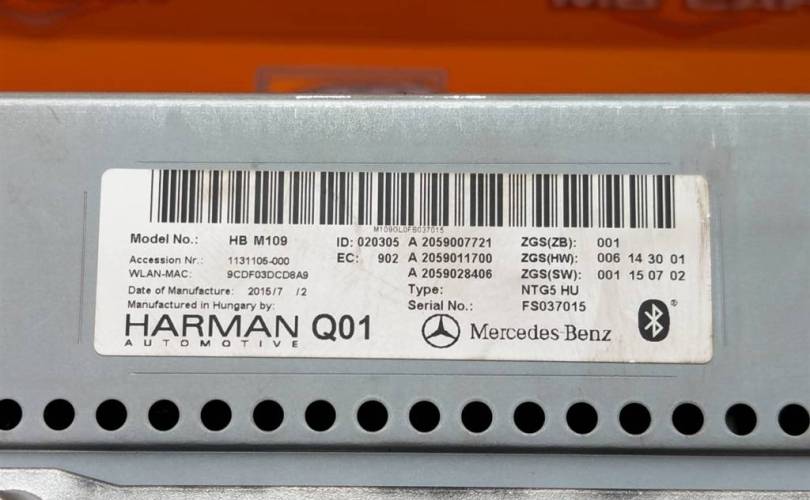 M109GL0FB037015
Model No.: HB M109 ID: 020305 A 2059007721 ZGS(ZB): 001
Accession Nr.: 1131105-000 EC: 902 A 2059011700 ZGS(HW): 006 14 30 01
WLAN-MAC: 9CDF03DCD8A9 A 2059028406 ZGS(SW): 001 15 07 02
Date of Manufacture: 2015/7 /2 Type: NTG5 HU
Manufactured in Hungary by: Serial No.: FS037015
HARMAN Q01
AUTOMOTIVE
Mercedes-Benz
®